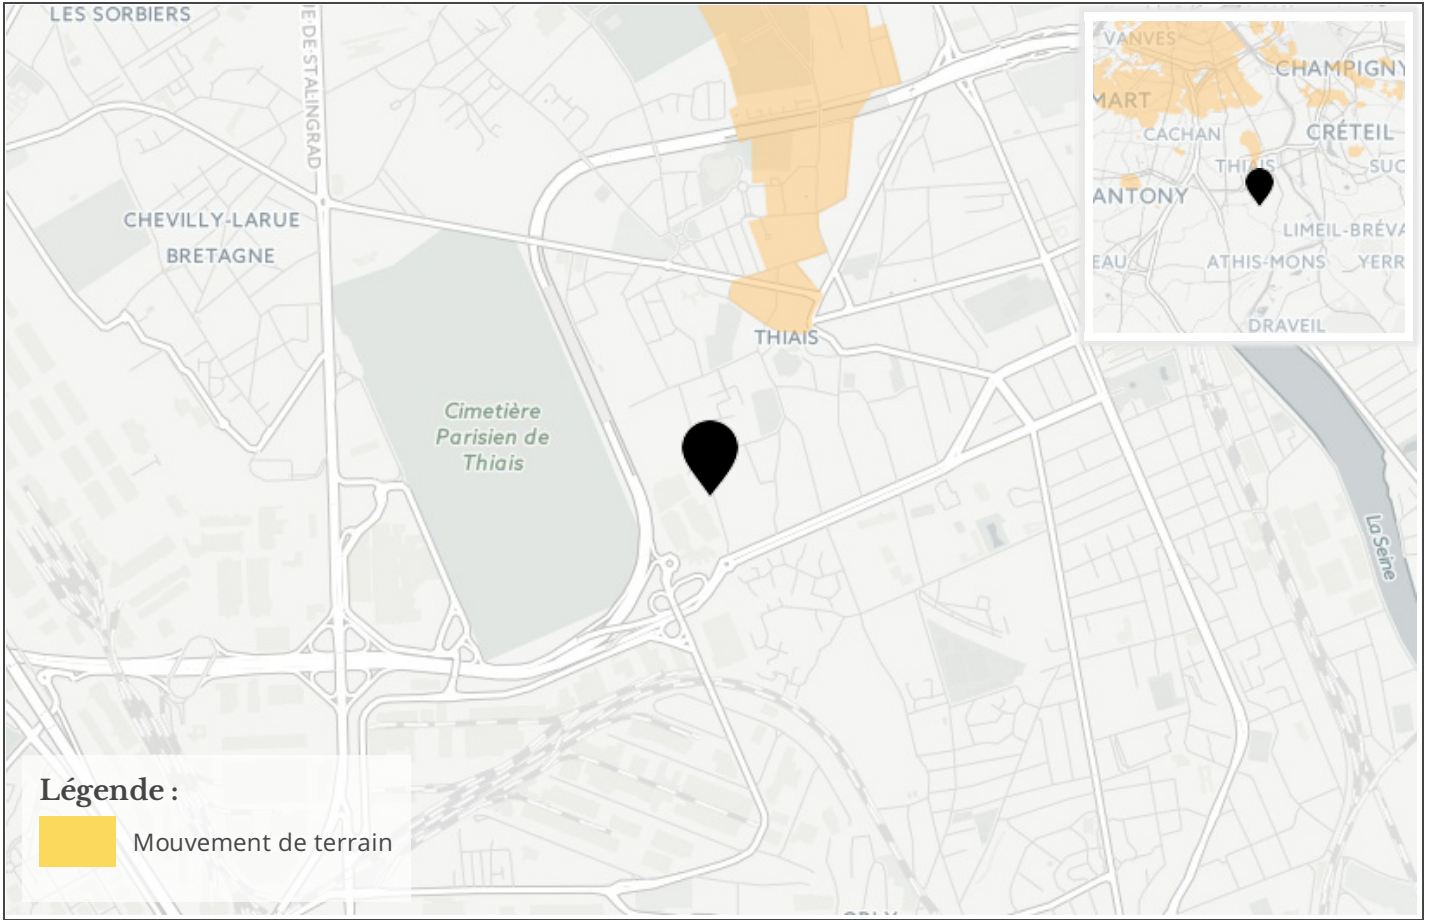 LES SORBIERS
E-DE-STALINGRAD
CHEVILLY-LARUE
BRETAGNE
THIAIS
Cimetière
Parisien de
Thiais
La Seine
VANVES
CHAMPIGNY
MART
CACHAN
CRÉTEIL
THIAIS
SUC
ANTONY
LIMEIL-BRÉVA
EAU
ATHIS-MONS
YERR
DRAVEIL
Légende :
Mouvement de terrain